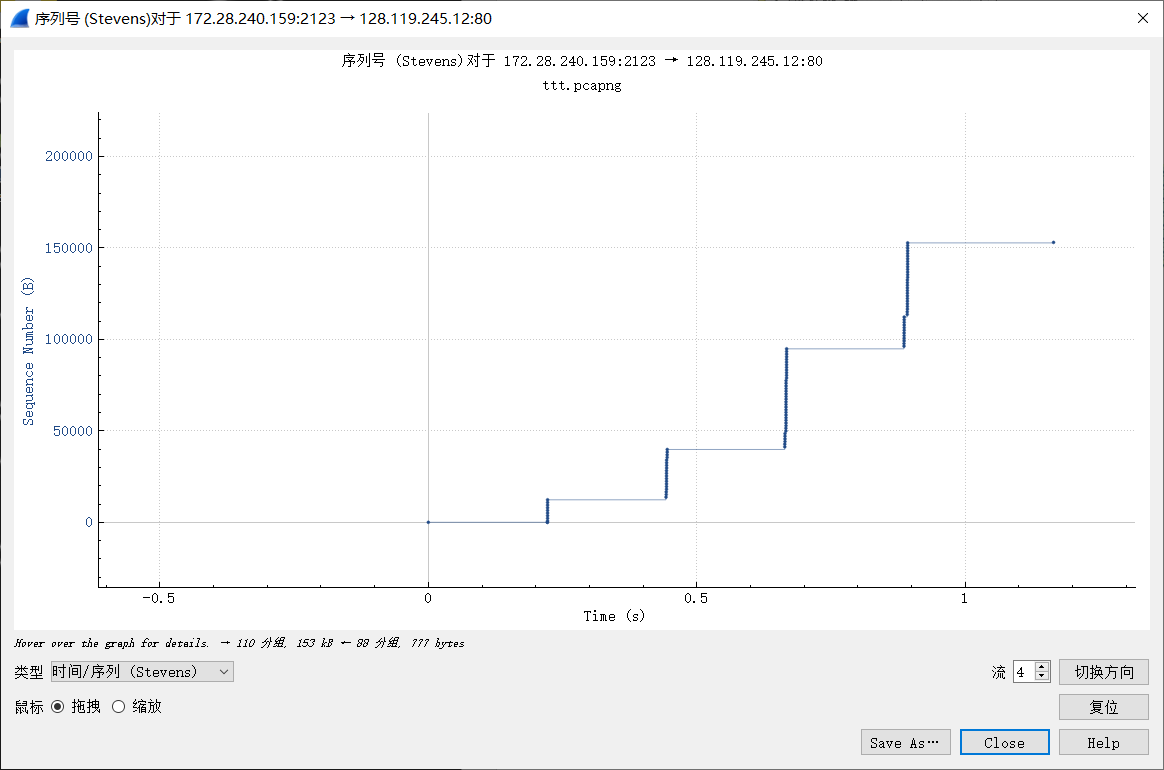 序列号 (Stevens)对于 172.28.240.159:2123 → 128.119.245.12:80
序列号 (Stevens)对于 172.28.240.159:2123 → 128.119.245.12:80
ttt.pcapng
200000
150000
100000
50000
0
Sequence Number (B)
-0.5 0 0.5 1
Time (s)
Hover over the graph for details. → 110 分组, 153 kB ← 88 分组, 777 bytes
类型 时间/序列 (Stevens) 流 4 切换方向
鼠标 拖拽 缩放 复位
Save As… Close Help